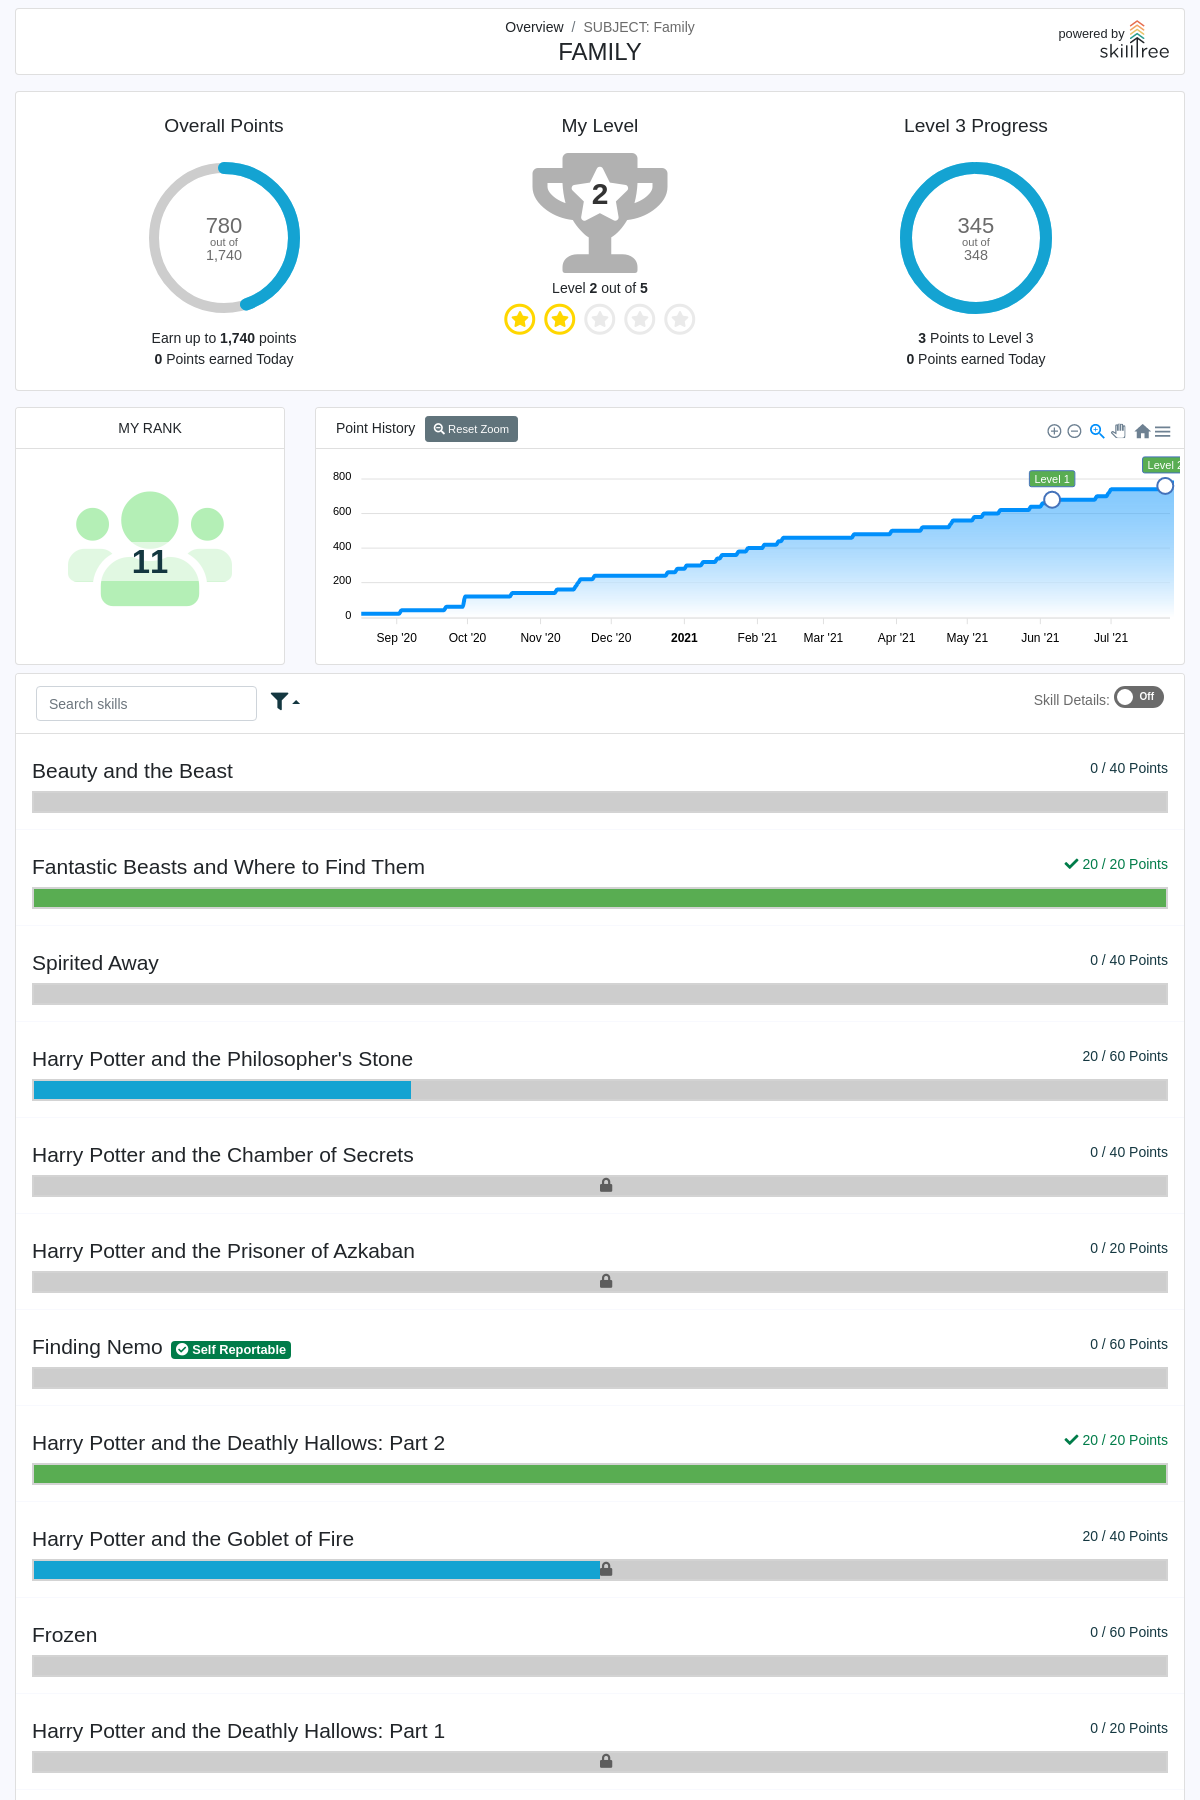 Overview / SUBJECT: Family
FAMILY
powered by
skilltree
Overall Points
780
out of
1,740
Earn up to 1,740 points
0 Points earned Today
My Level
2
Level 2 out of 5
Level 3 Progress
345
out of
348
3 Points to Level 3
0 Points earned Today
MY RANK
11
Point History
Reset Zoom
Level 1
Level 2
800
600
400
200
0
Sep '20 Oct '20 Nov '20 Dec '20 2021 Feb '21 Mar '21 Apr '21 May '21 Jun '21 Jul '21
Search skills
Skill Details: Off
Beauty and the Beast 0 / 40 Points
Fantastic Beasts and Where to Find Them 20 / 20 Points
Spirited Away 0 / 40 Points
Harry Potter and the Philosopher's Stone 20 / 60 Points
Harry Potter and the Chamber of Secrets 0 / 40 Points
Harry Potter and the Prisoner of Azkaban 0 / 20 Points
Finding Nemo Self Reportable 0 / 60 Points
Harry Potter and the Deathly Hallows: Part 2 20 / 20 Points
Harry Potter and the Goblet of Fire 20 / 40 Points
Frozen 0 / 60 Points
Harry Potter and the Deathly Hallows: Part 1 0 / 20 Points